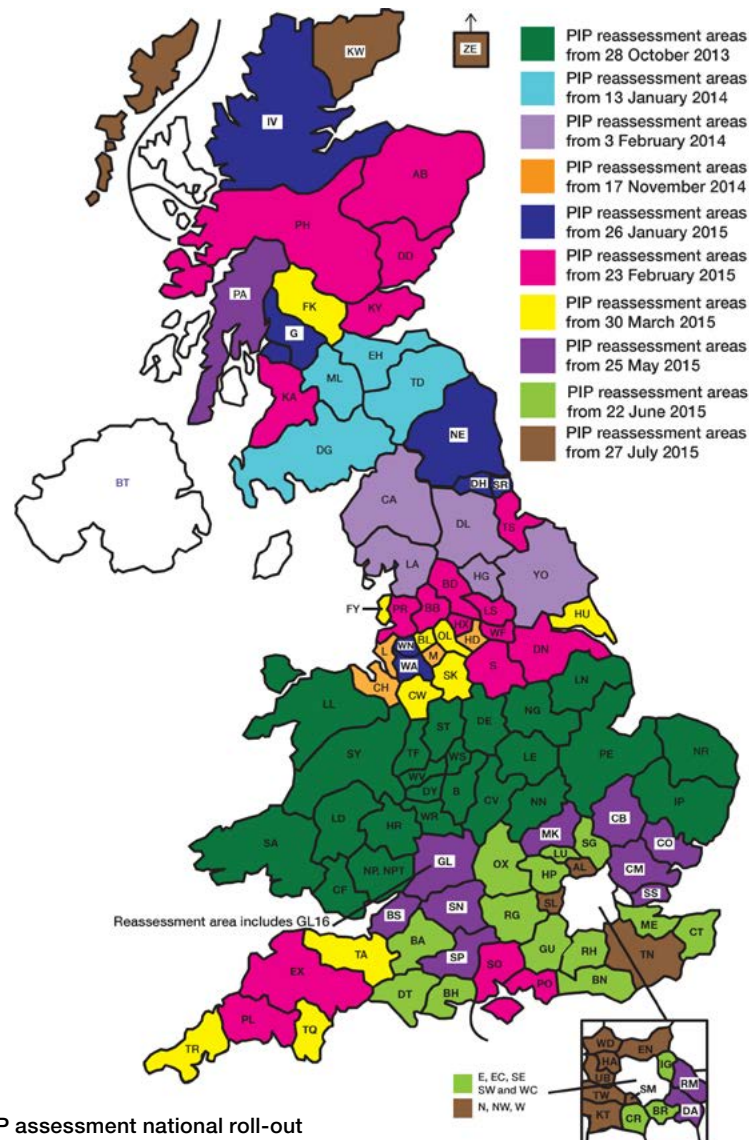 KW
ZE
IV
AB
PH
DD
PA
FK
KY
G
EH
ML
TD
KA
DG
NE
BT
DH
SR
CA
DL
TS
LA
HG
YO
BD
FY
PR
BB
LS
HU
HX
WF
L
WN
BL
OL
HD
M
WA
S
DN
CH
CW
SK
LL
LN
ST
DE
NG
SY
TF
WS
LE
PE
NR
WV
DY
B
CV
NN
IP
LD
HR
WR
SA
NP, NPT
CF
GL
OX
MK
LU
SG
CB
CO
HP
AL
CM
SS
Reassessment area includes GL16
BS
SN
SL
RG
ME
CT
BA
SP
GU
RH
TN
TA
EX
SO
PO
BN
DT
BH
PL
TQ
TR
PIP reassessment areas
from 28 October 2013
PIP reassessment areas
from 13 January 2014
PIP reassessment areas
from 3 February 2014
PIP reassessment areas
from 17 November 2014
PIP reassessment areas
from 26 January 2015
PIP reassessment areas
from 23 February 2015
PIP reassessment areas
from 30 March 2015
PIP reassessment areas
from 25 May 2015
PIP reassessment areas
from 22 June 2015
PIP reassessment areas
from 27 July 2015
WD
EN
HA
IG
UB
RM
TW
SM
KT
CR
BR
DA
E, EC, SE
SW and WC
N, NW, W
P assessment national roll-out